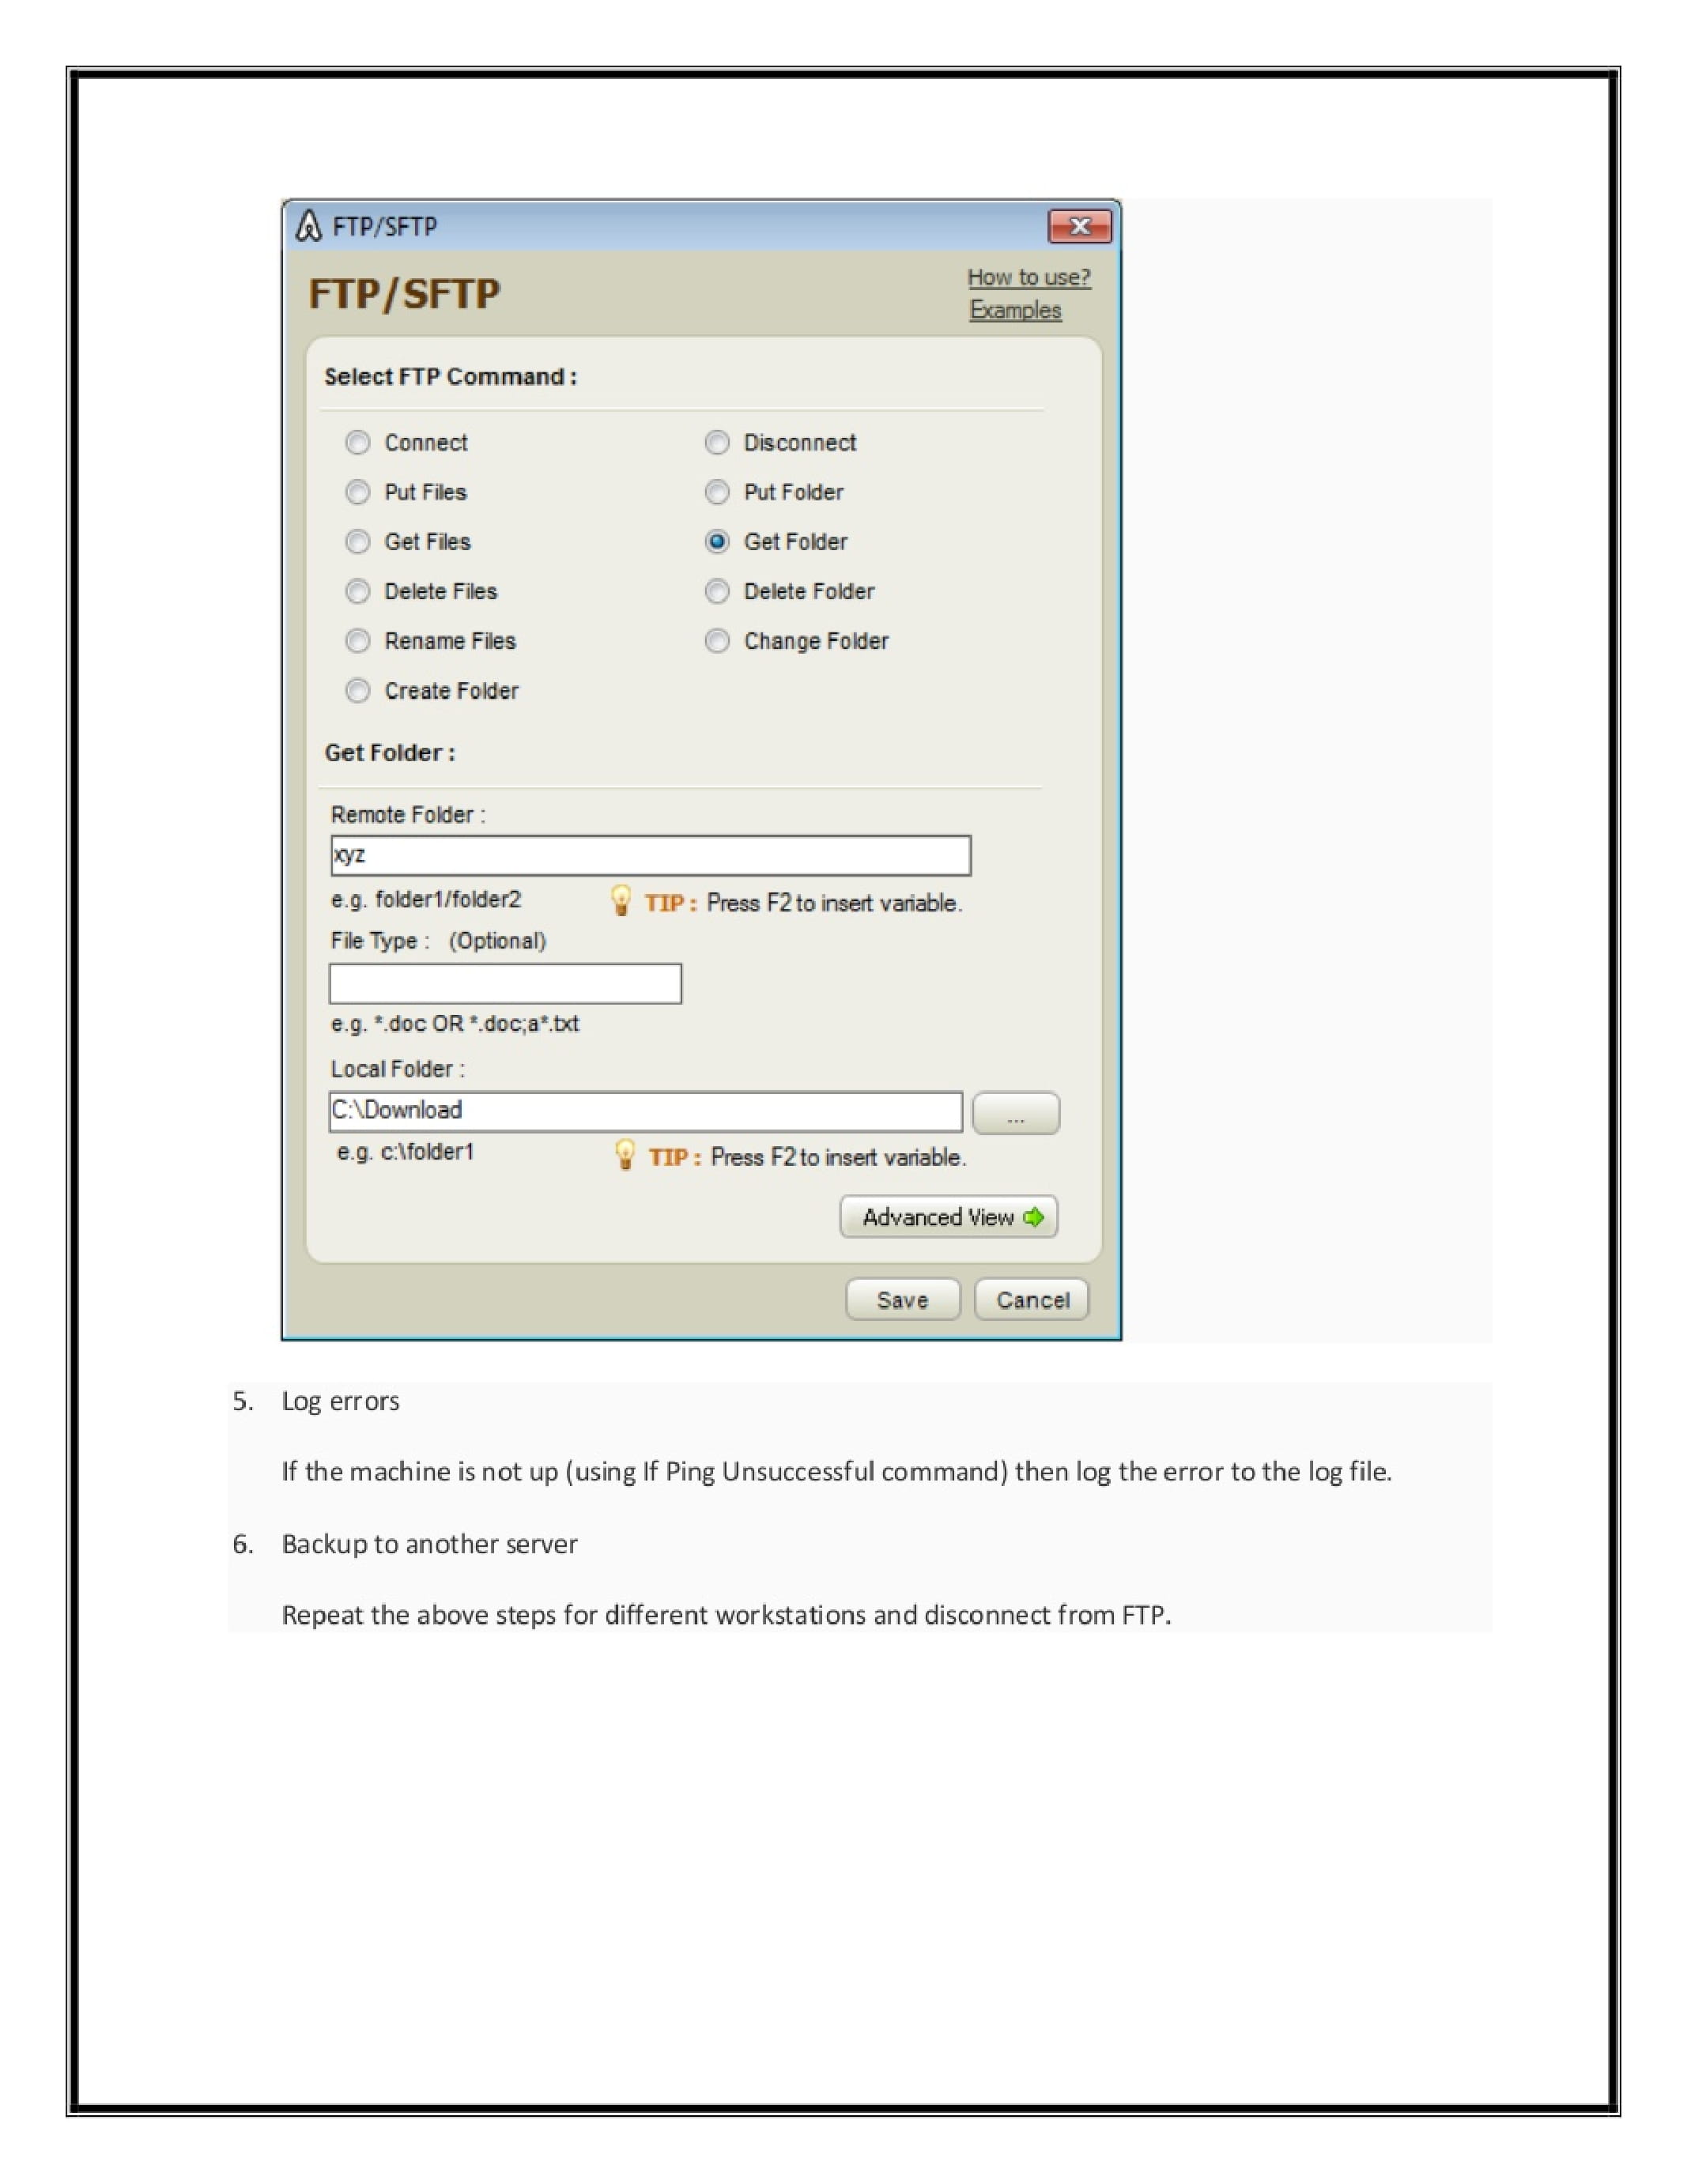 FTP/SFTP
FTP/SFTP
How to use?
Examples
Select FTP Command :
Connect
Disconnect
Put Files
Put Folder
Get Files
Get Folder
Delete Files
Delete Folder
Rename Files
Change Folder
Create Folder
Get Folder :
Remote Folder :
xyz
e.g. folder1/folder2
TIP : Press F2 to insert variable.
File Type : (Optional)
e.g. *.doc OR *.doc;a*.txt
Local Folder :
C:\Download
...
e.g. c:\folder1
TIP : Press F2 to insert variable.
Advanced View
Save
Cancel
5. Log errors
If the machine is not up (using If Ping Unsuccessful command) then log the error to the log file.
6. Backup to another server
Repeat the above steps for different workstations and disconnect from FTP.